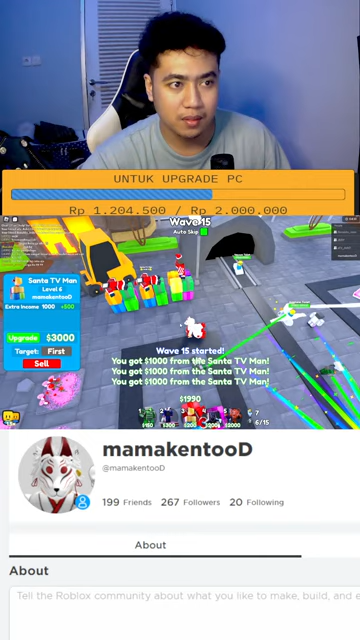 UNTUK UPGRADE PC
Rp 1.204.500 / Rp 2.000.000
Wave 15
Auto Skip
Santa TV Man
Level 6
mamakentooD
Extra Income 1000 +500
Upgrade $3000
Target: First
Sell
Wave 15 started!
You got $1000 from the Santa TV Man!
You got $1000 from the Santa TV Man!
You got $1000 from the Santa TV Man!
$1990
6/15
mamakentooD
@mamakentooD
199 Friends 267 Followers 20 Following
About
About
Tell the Roblox community about what you like to make, build, and e